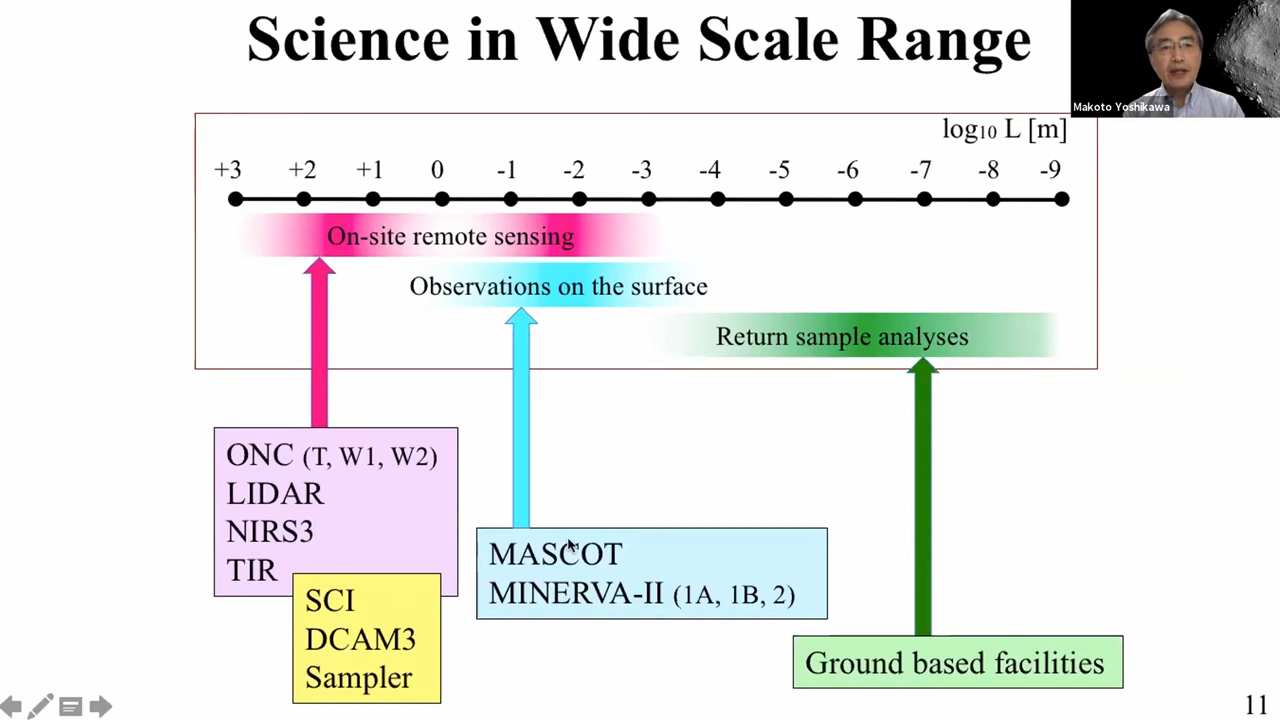 Science in Wide Scale Range
Makoto Yoshikawa
log₁₀ L [m]
+3 +2 +1 0 -1 -2 -3 -4 -5 -6 -7 -8 -9
On-site remote sensing
Observations on the surface
Return sample analyses
ONC (T, W1, W2)
LIDAR
NIRS3
TIR
SCI
DCAM3
Sampler
MASCOT
MINERVA-II (1A, 1B, 2)
Ground based facilities
11